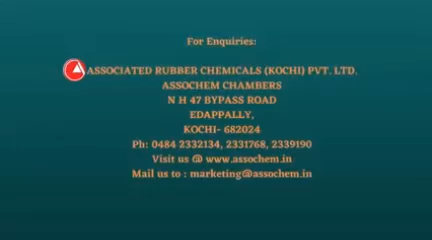 For Enquiries:
ASSOCIATED RUBBER CHEMICALS (KOCHI) PVT. LTD.
ASSOCHEM CHAMBERS
N H 47 BYPASS ROAD
EDAPPALLY,
KOCHI- 682024
Ph: 0484 2332134, 2331768, 2339190
Visit us @ www.assochem.in
Mail us to : marketing@assochem.in